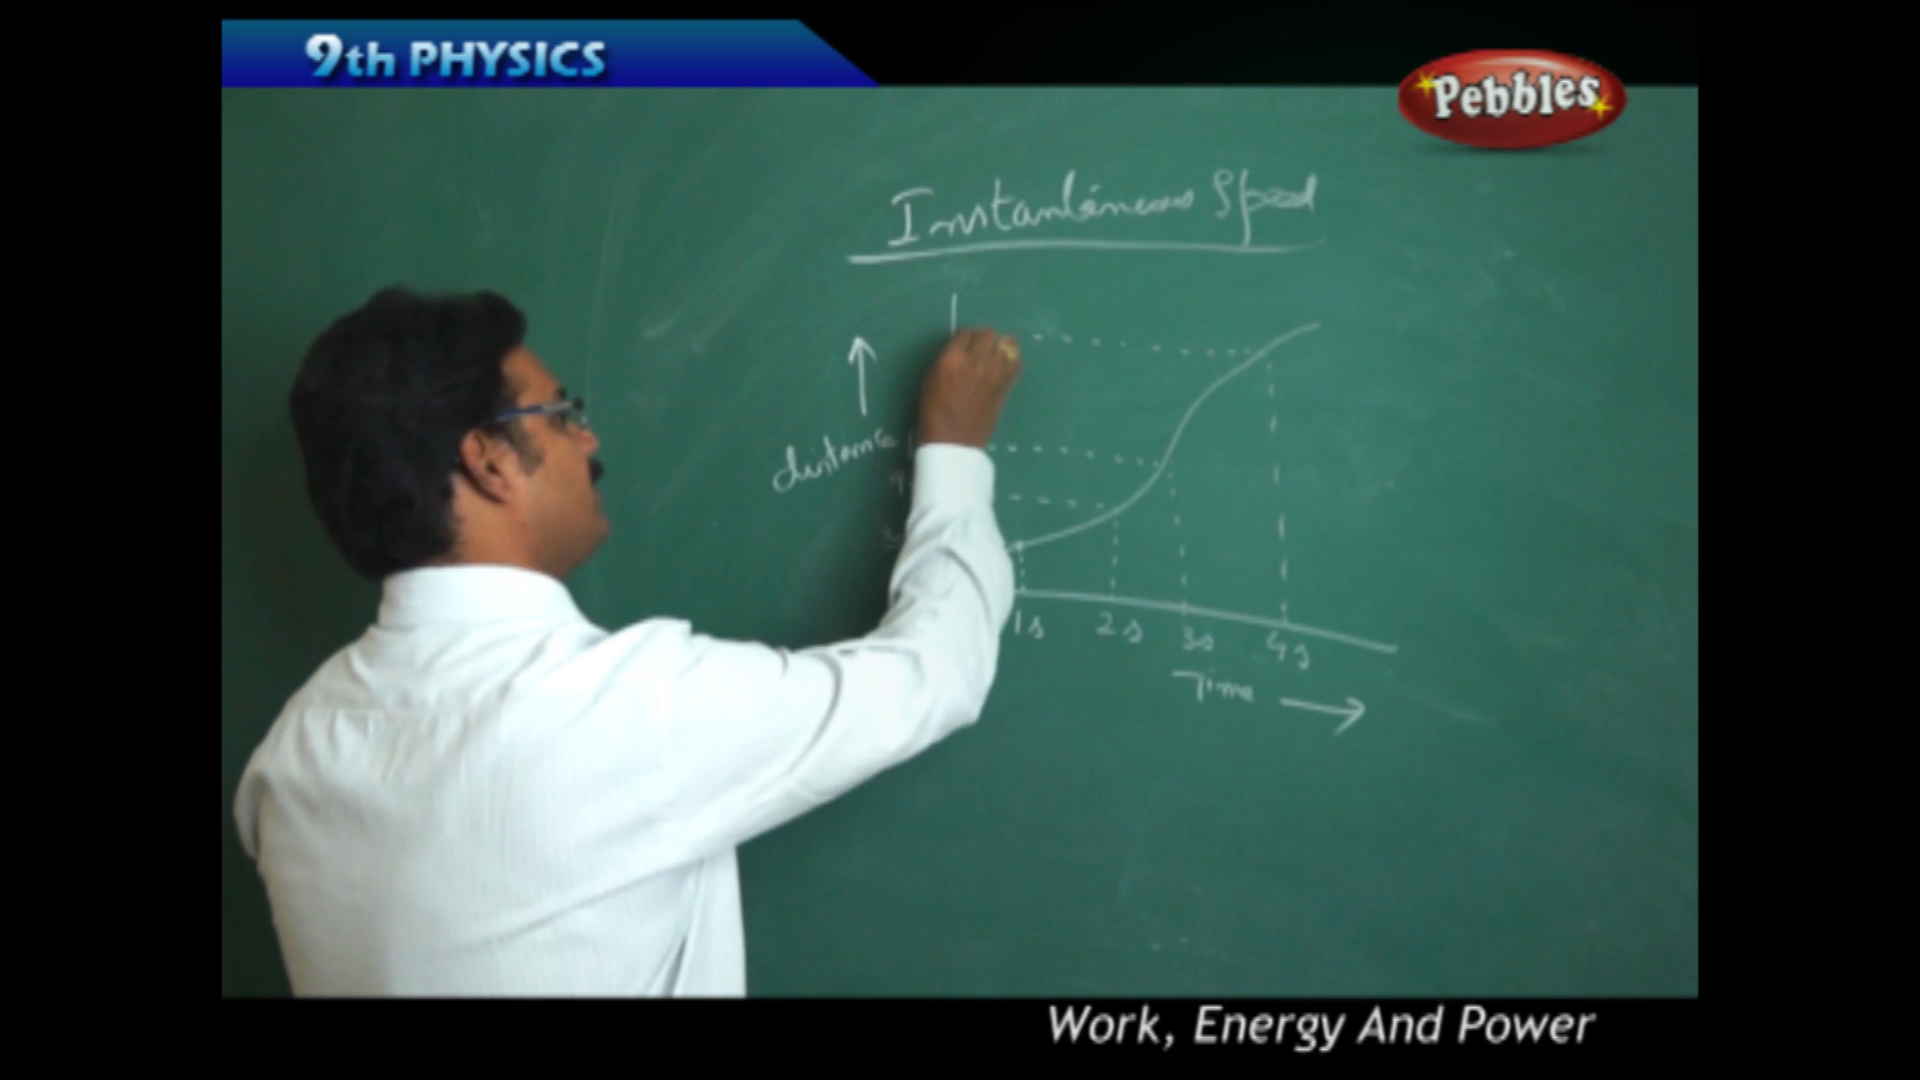 9th PHYSICS
Pebbles
Instantaneous Speed
distance
1s 2s 3s 4s
Time
Work, Energy And Power